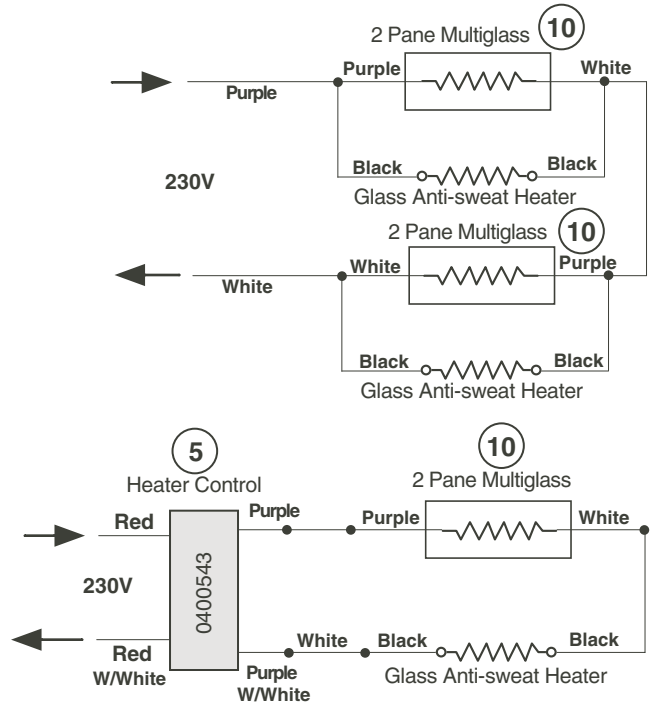 2 Pane Multiglass 10
Purple White
Purple
Black Black
230V
Glass Anti-sweat Heater
2 Pane Multiglass 10
White Purple
White
Black Black
Glass Anti-sweat Heater
5 10
Heater Control 2 Pane Multiglass
Red Purple Purple White
230V
0400543
Red White Black Black
W/White Purple Glass Anti-sweat Heater
W/White